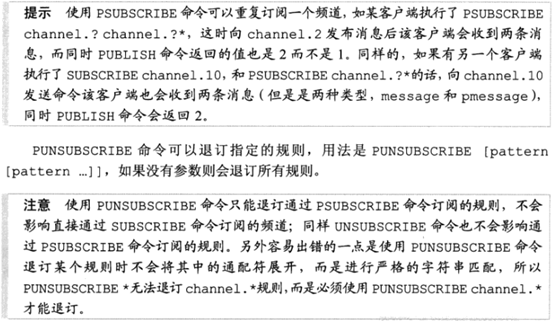 提示 使用 PSUBSCRIBE 命令可以重复订阅一个频道，如某客户端执行了 PSUBSCRIBE
channel.? channel.?*，这时向 channel.2 发布消息后该客户端会收到两条消
息，而同时 PUBLISH 命令返回的值也是 2 而不是 1。同样的，如果有另一个客户端
执行了 SUBSCRIBE channel.10，和 PSUBSCRIBE channel.?*的话，向 channel.10
发送命令该客户端也会收到两条消息（但是是两种类型，message 和 pmessage），
同时 PUBLISH 命令会返回 2。
PUNSUBSCRIBE 命令可以退订指定的规则，用法是 PUNSUBSCRIBE [pattern
[pattern …]]，如果没有参数则会退订所有规则。
注意 使用 PUNSUBSCRIBE 命令只能退订通过 PSUBSCRIBE 命令订阅的规则，不会
影响直接通过 SUBSCRIBE 命令订阅的频道；同样 UNSUBSCRIBE 命令也不会影响通
过 PSUBSCRIBE 命令订阅的规则。另外容易出错的一点是使用 PUNSUBSCRIBE 命令
退订某个规则时不会将其中的通配符展开，而是进行严格的字符串匹配，所以
PUNSUBSCRIBE *无法退订 channel.*规则，而是必须使用 PUNSUBSCRIBE channel.*
才能退订。